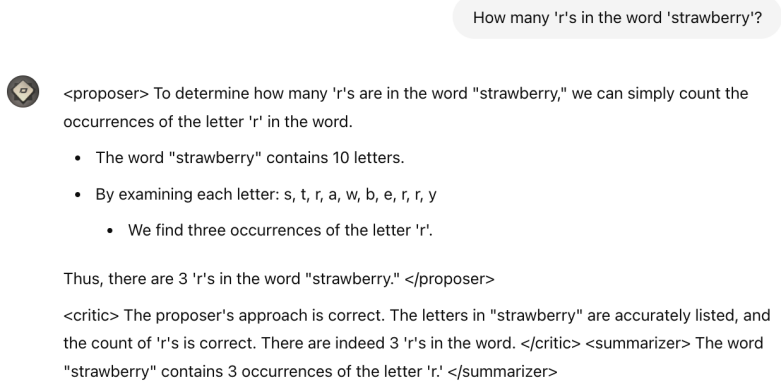 How many 'r's in the word 'strawberry'?
<proposer> To determine how many 'r's are in the word "strawberry," we can simply count the
occurrences of the letter 'r' in the word.
• The word "strawberry" contains 10 letters.
• By examining each letter: s, t, r, a, w, b, e, r, r, y
• We find three occurrences of the letter 'r'.
Thus, there are 3 'r's in the word "strawberry." </proposer>
<critic> The proposer's approach is correct. The letters in "strawberry" are accurately listed, and
the count of 'r's is correct. There are indeed 3 'r's in the word. </critic> <summarizer> The word
"strawberry" contains 3 occurrences of the letter 'r.' </summarizer>